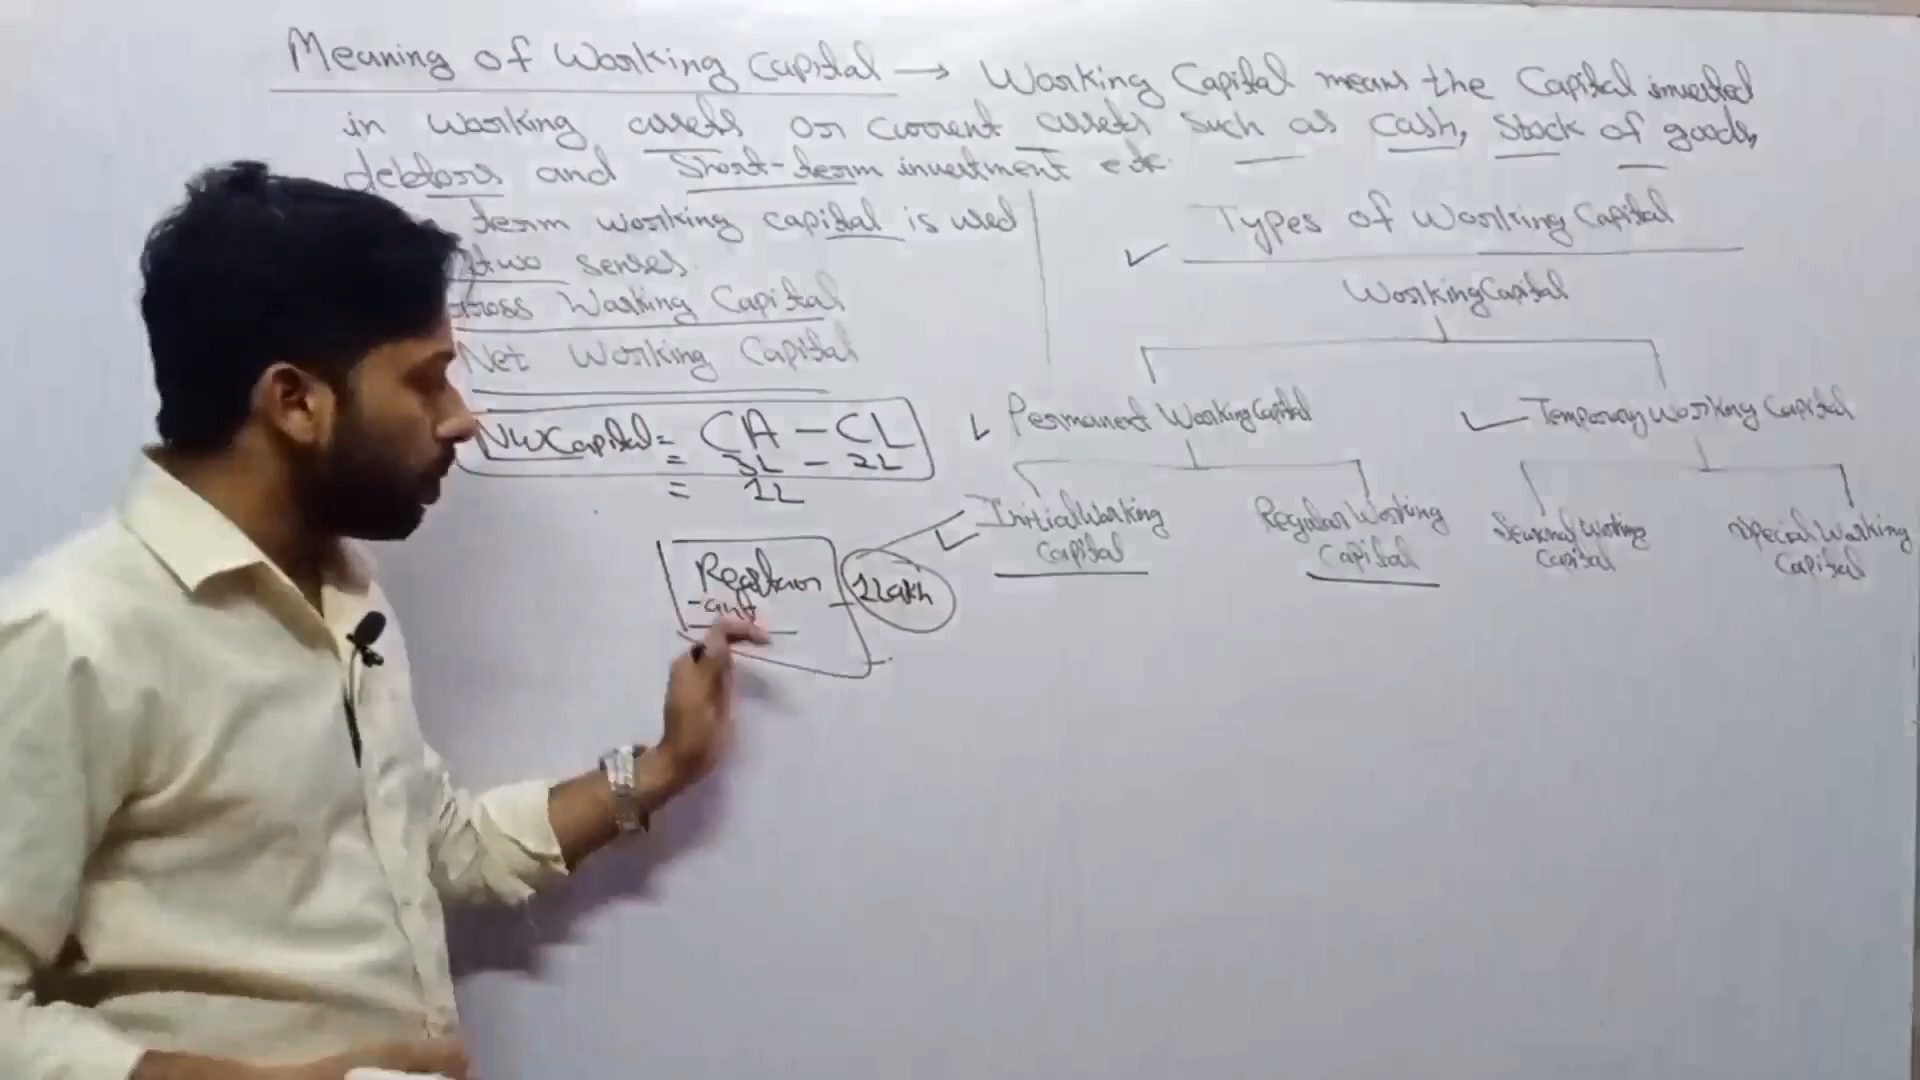 Meaning of Working Capital → Working Capital means the Capital invested
in working assets or current assets such as cash, Stock of goods,
debtors and Short-term investment etc.
term working capital is used
two senses.
Gross Working Capital
Net Working Capital
NWCapital = CA - CL
= 3L - 2L
= 1L
Types of Working Capital
Working Capital
Permanent Working Capital
Temporary Working Capital
Initial Working Capital
Regular Working Capital
Seasonal Working Capital
Special Working Capital
1Lakh